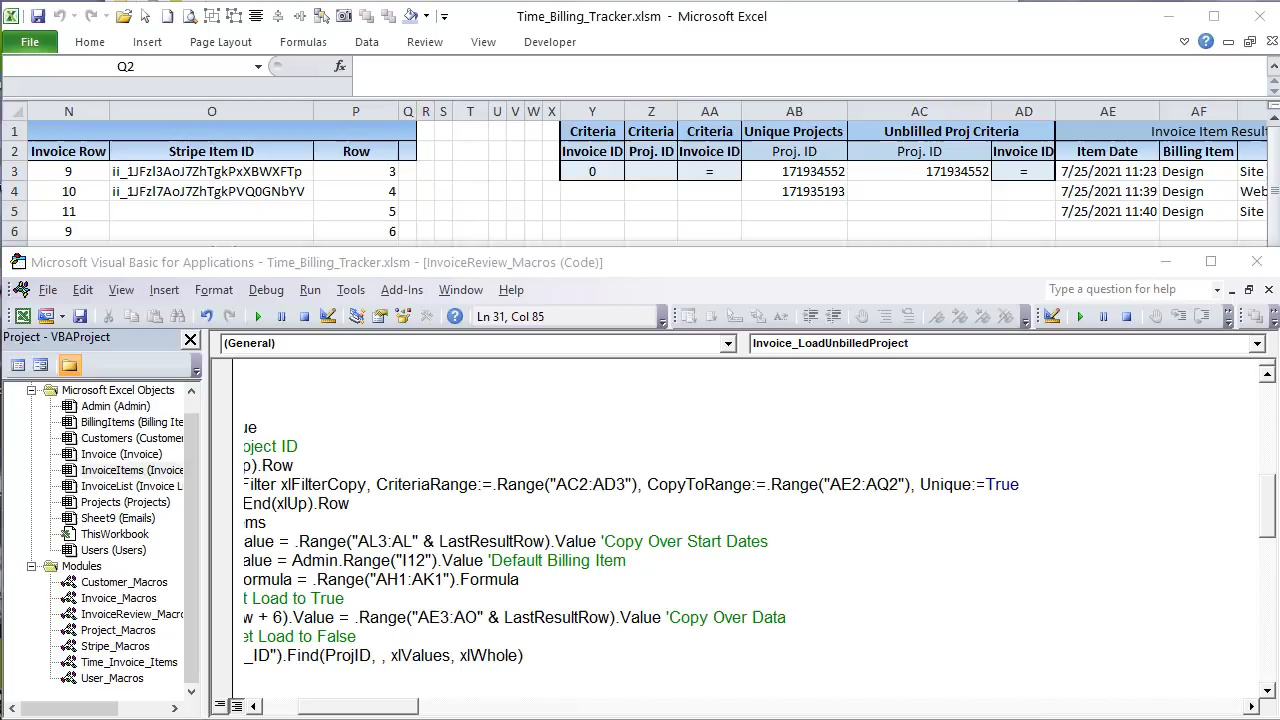 Time_Billing_Tracker.xlsm - Microsoft Excel
File Home Insert Page Layout Formulas Data Review View Developer
Q2 fx
N O P Q R S T U V W X Y Z AA AB AC AD AE AF
1 Criteria Criteria Criteria Unique Projects Unblilled Proj Criteria Invoice Item Resul
2 Invoice Row Stripe Item ID Row Invoice ID Proj. ID Invoice ID Proj. ID Proj. ID Invoice ID Item Date Billing Item
3 9 ii_1JFzl3AoJ7ZhTgkPxXBWXFTp 3 0 = 171934552 171934552 = 7/25/2021 11:23 Design Site
4 10 ii_1JFzl7AoJ7ZhTgkPVQ0GNbYV 4 171935193 7/25/2021 11:39 Design Web
5 11 5 7/25/2021 11:40 Design Site
6 9 6
Microsoft Visual Basic for Applications - Time_Billing_Tracker.xlsm - [InvoiceReview_Macros (Code)]
File Edit View Insert Format Debug Run Tools Add-Ins Window Help Type a question for help
Ln 31, Col 85
Project - VBAProject
(General) Invoice_LoadUnbilledProject
Microsoft Excel Objects
Admin (Admin)
BillingItems (Billing Ite
Customers (Customer
Invoice (Invoice)
InvoiceItems (Invoice
InvoiceList (Invoice L
Projects (Projects)
Sheet9 (Emails)
ThisWorkbook
Users (Users)
Modules
Customer_Macros
Invoice_Macros
InvoiceReview_Macro
Project_Macros
Stripe_Macros
Time_Invoice_Items
User_Macros
ue
oject ID
p).Row
Filter xlFilterCopy, CriteriaRange:=.Range("AC2:AD3"), CopyToRange:=.Range("AE2:AQ2"), Unique:=True
End(xlUp).Row
ms
alue = .Range("AL3:AL" & LastResultRow).Value 'Copy Over Start Dates
alue = Admin.Range("I12").Value 'Default Billing Item
ormula = .Range("AH1:AK1").Formula
t Load to True
w + 6).Value = .Range("AE3:AO" & LastResultRow).Value 'Copy Over Data
et Load to False
_ID").Find(ProjID, , xlValues, xlWhole)